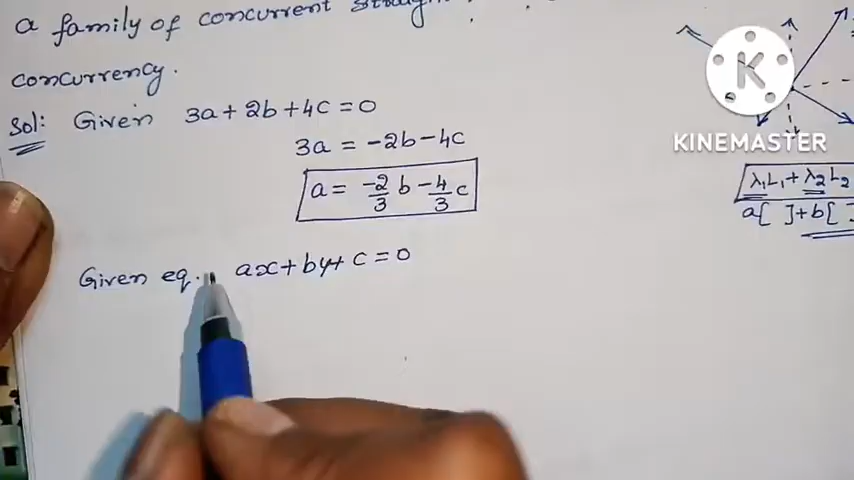 a family of concurrent
concurrency.
Sol: Given 3a + 2b + 4c = 0
3a = -2b - 4c
a = -2/3 b - 4/3 c
Given eq. ax + by + c = 0
K
KINEMASTER
λ₁L₁ + λ₂L₂
a[ ] + b[